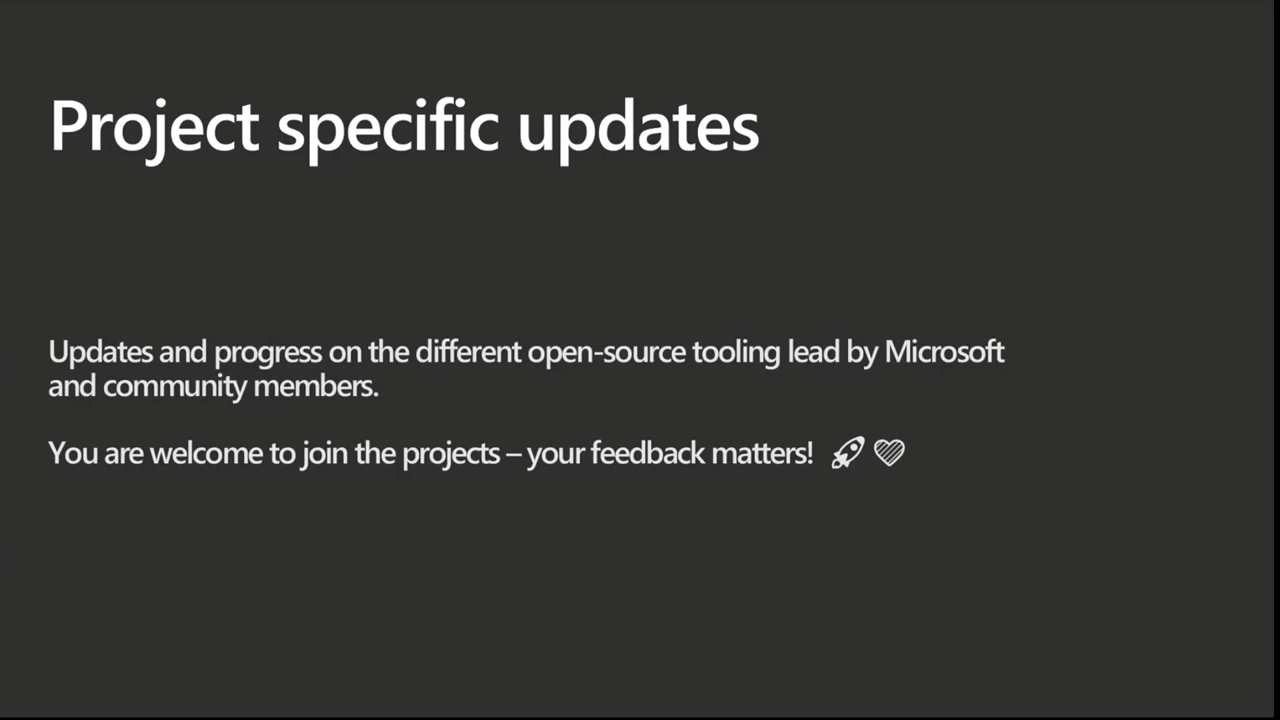 Project specific updates
Updates and progress on the different open-source tooling lead by Microsoft
and community members.
You are welcome to join the projects – your feedback matters! 🚀 💖